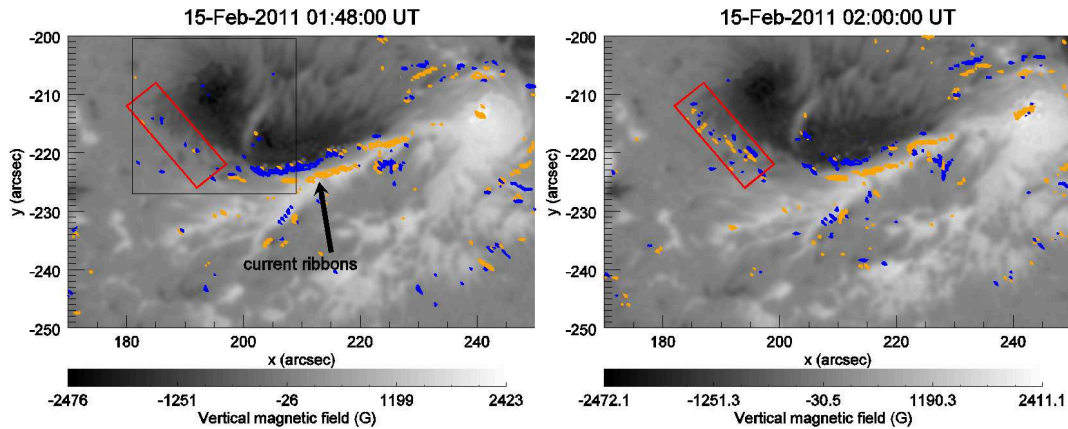 15-Feb-2011 01:48:00 UT
-200
-210
-220
-230
-240
-250
y (arcsec)
current ribbons
180 200 220 240
x (arcsec)
-2476 -1251 -26 1199 2423
Vertical magnetic field (G)
15-Feb-2011 02:00:00 UT
-200
-210
-220
-230
-240
-250
y (arcsec)
180 200 220 240
x (arcsec)
-2472.1 -1251.3 -30.5 1190.3 2411.1
Vertical magnetic field (G)